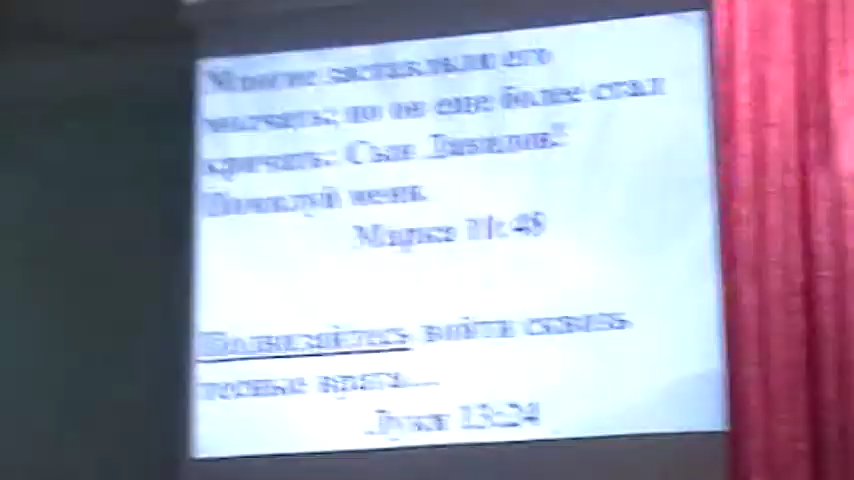 Многие заставляли его
молчать; но он еще более стал
кричать: Сын Давидов!
Помилуй меня.
Марка 10: 48
Подвизайтесь войти сквозь
тесные врата...
Луки 13:24